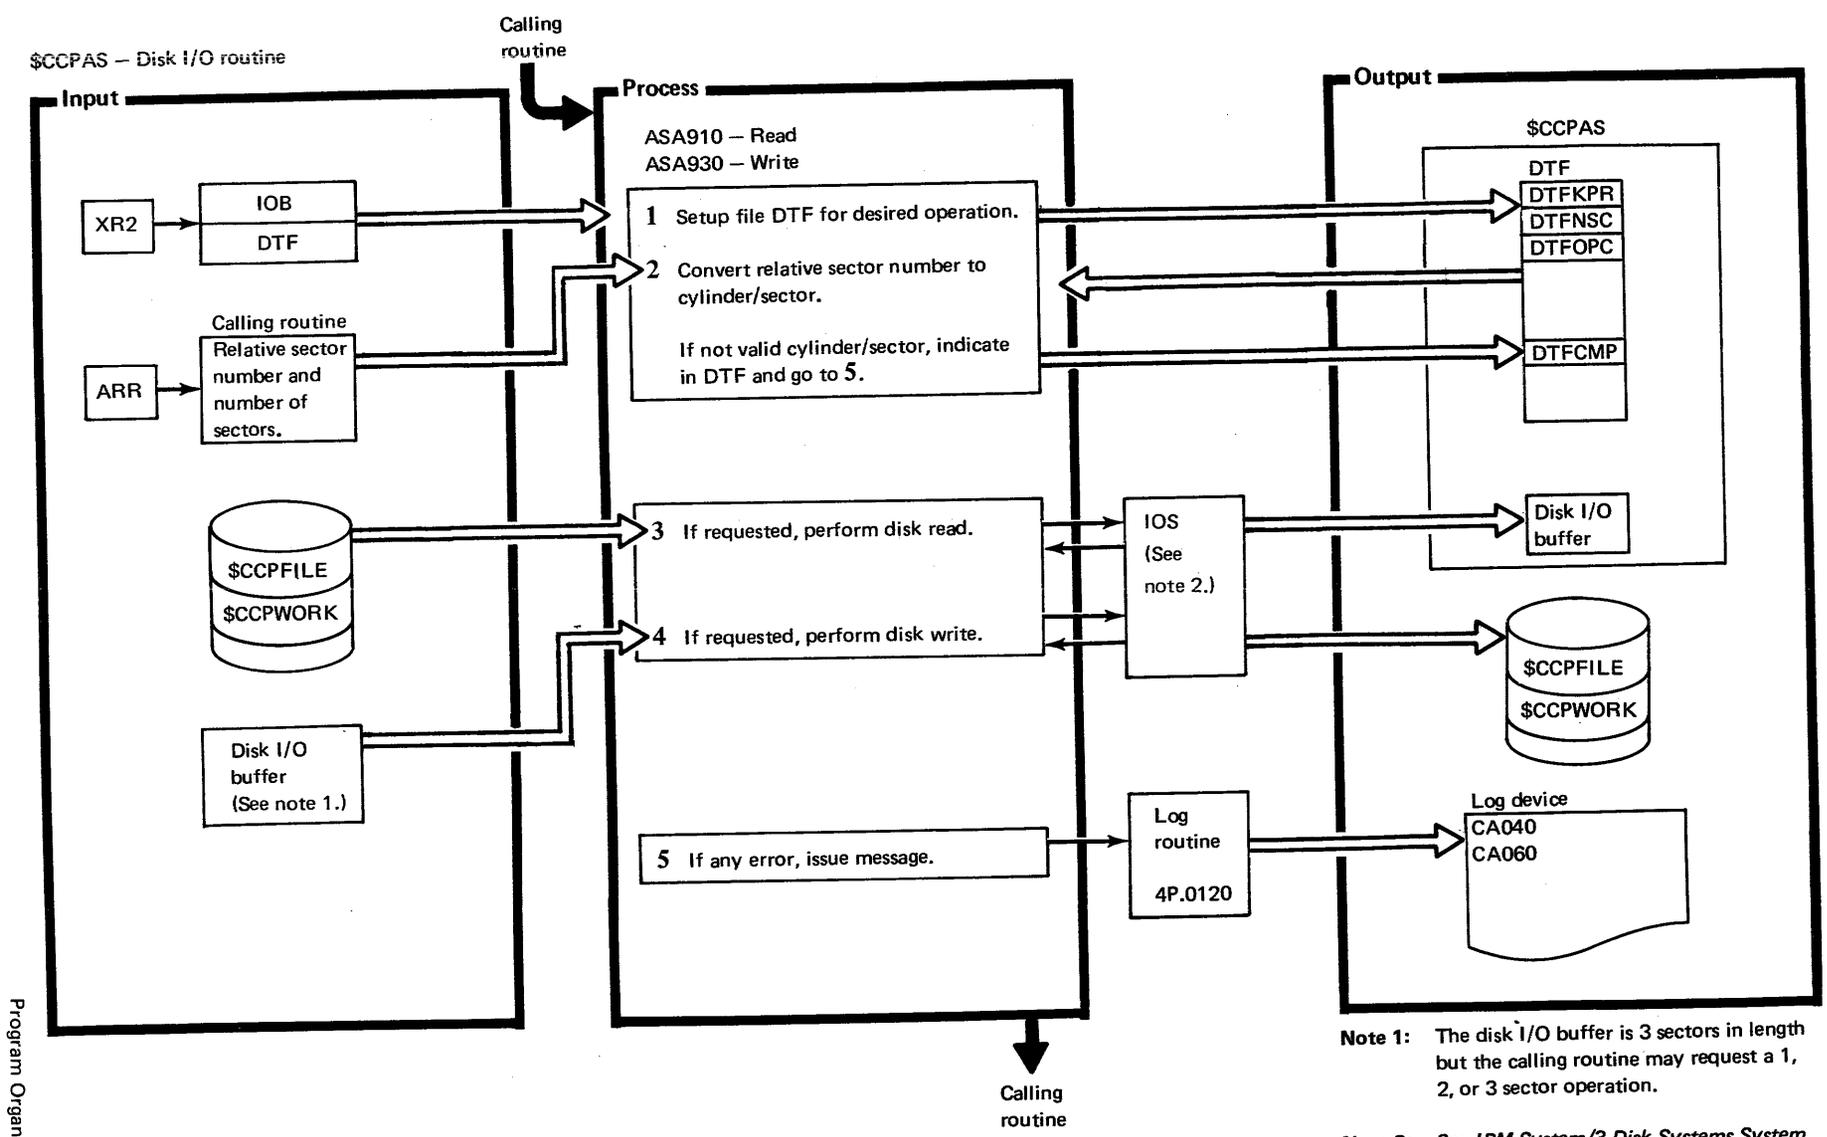 $CCPAS — Disk I/O routine
Calling
routine
Input
XR2
IOB
DTF
Calling routine
ARR
Relative sector
number and
number of
sectors.
$CCPFILE
$CCPWORK
Disk I/O
buffer
(See note 1.)
Process
ASA910 — Read
ASA930 — Write
1 Setup file DTF for desired operation.
2 Convert relative sector number to
cylinder/sector.
If not valid cylinder/sector, indicate
in DTF and go to 5.
3 If requested, perform disk read.
4 If requested, perform disk write.
5 If any error, issue message.
IOS
(See
note 2.)
Log
routine
4P.0120
Calling
routine
Output
$CCPAS
DTF
DTFKPR
DTFNSC
DTFOPC
DTFCMP
Disk I/O
buffer
$CCPFILE
$CCPWORK
Log device
CA040
CA060
Note 1: The disk I/O buffer is 3 sectors in length
but the calling routine may request a 1,
2, or 3 sector operation.
IBM System/3 Disk Systems System
Program Organ